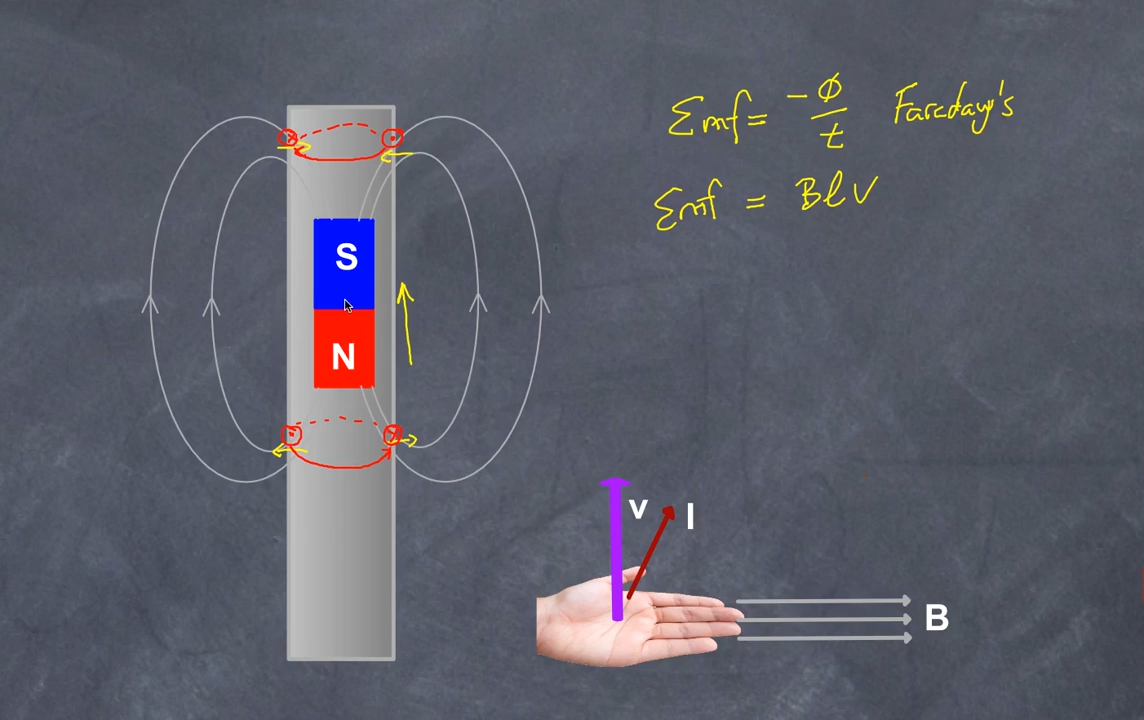 Emf = -Φ/t Faraday's
Emf = Blv
S
N
v
I
B